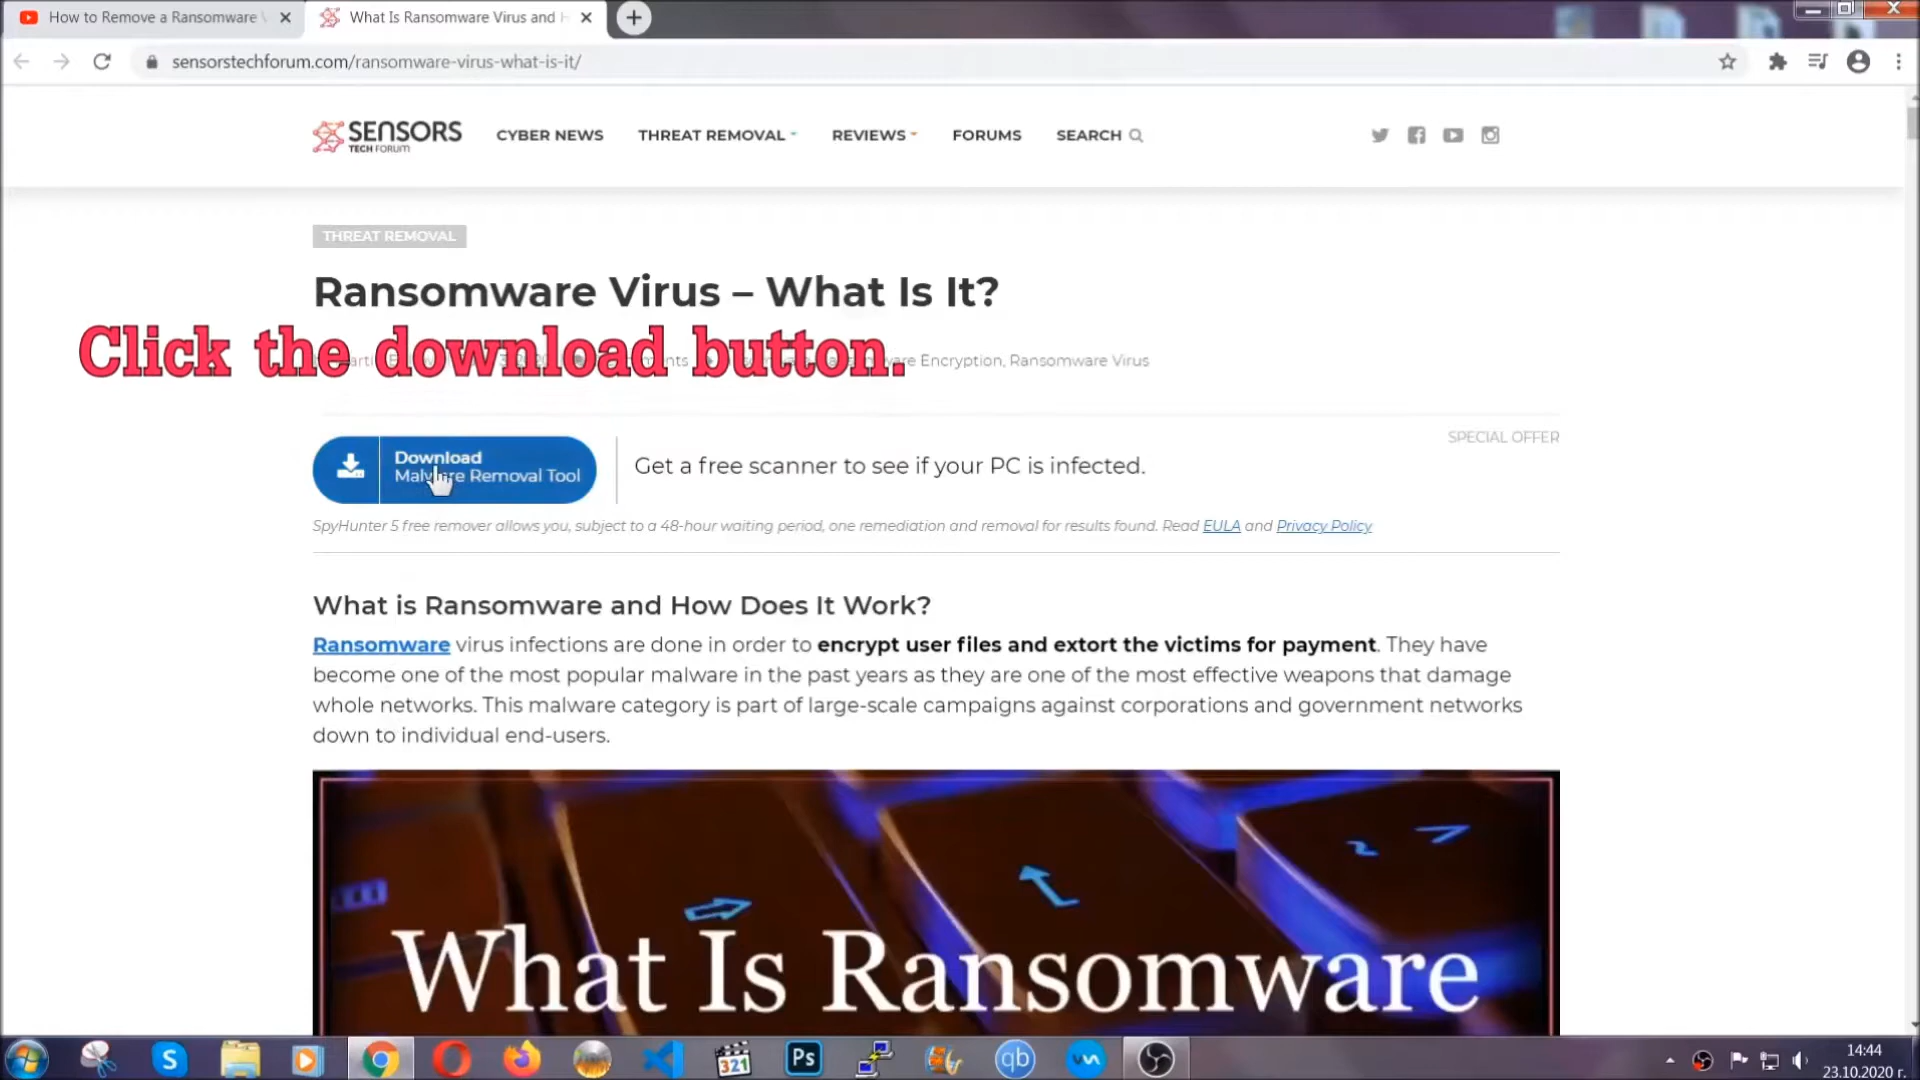 How to Remove a Ransomware
What Is Ransomware Virus and
sensorstechforum.com/ransomware-virus-what-is-it/
SENSORS
TECH FORUM
CYBER NEWS THREAT REMOVAL REVIEWS FORUMS SEARCH
THREAT REMOVAL
Ransomware Virus – What Is It?
Click the download button.
Encryption, Ransomware Virus
SPECIAL OFFER
Download
Malware Removal Tool
Get a free scanner to see if your PC is infected.
SpyHunter 5 free remover allows you, subject to a 48-hour waiting period, one remediation and removal for results found. Read EULA and Privacy Policy
What is Ransomware and How Does It Work?
Ransomware virus infections are done in order to encrypt user files and extort the victims for payment. They have
become one of the most popular malware in the past years as they are one of the most effective weapons that damage
whole networks. This malware category is part of large-scale campaigns against corporations and government networks
down to individual end-users.
What Is Ransomware
S
321
Ps
qb
14:44
23.10.2020 г.